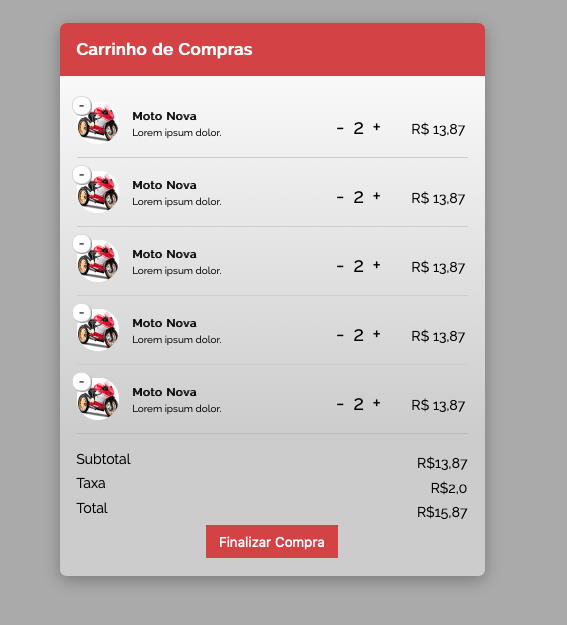 Carrinho de Compras
-
Moto Nova
Lorem ipsum dolor.
- 2 + R$ 13,87
-
Moto Nova
Lorem ipsum dolor.
- 2 + R$ 13,87
-
Moto Nova
Lorem ipsum dolor.
- 2 + R$ 13,87
-
Moto Nova
Lorem ipsum dolor.
- 2 + R$ 13,87
-
Moto Nova
Lorem ipsum dolor.
- 2 + R$ 13,87
Subtotal R$13,87
Taxa R$2,0
Total R$15,87
Finalizar Compra